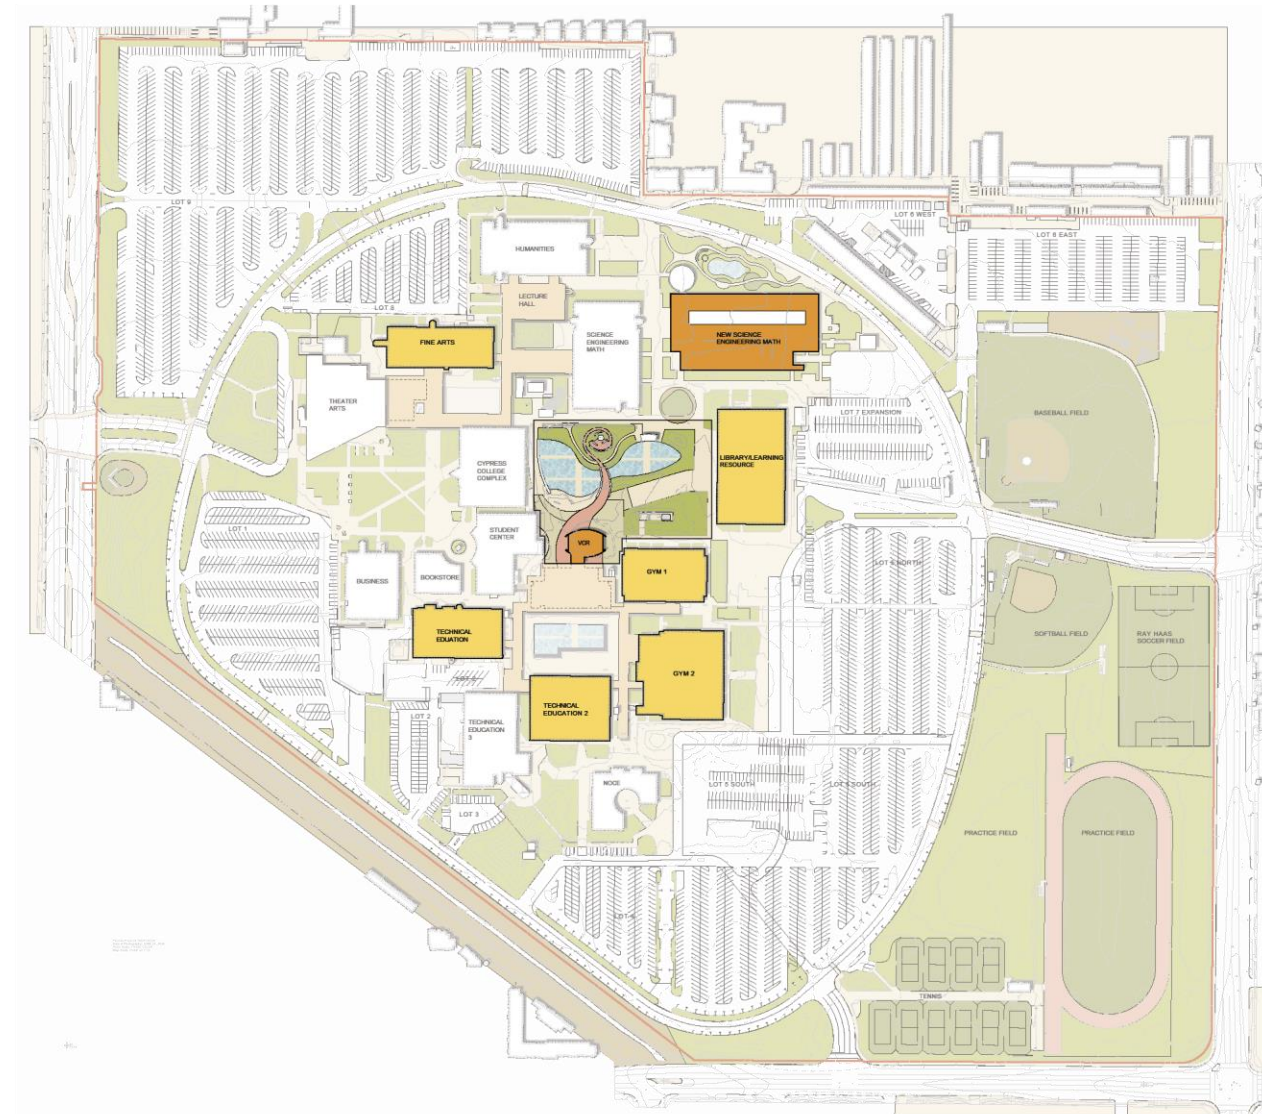 LOT 9
LOT 6 WEST
LOT 6 EAST
HUMANITIES
LECTURE
HALL
LOT 8
FINE ARTS
SCIENCE
ENGINEERING
MATH
NEW SCIENCE
ENGINEERING MATH
THEATER
ARTS
LOT 7 EXPANSION
BASEBALL FIELD
LIBRARY/LEARNING
RESOURCE
CYPRESS
COLLEGE
COMPLEX
LOT 1
STUDENT
CENTER
VCR
BUSINESS
BOOKSTORE
GYM 1
LOT 5 NORTH
TECHNICAL
EDUATION
SOFTBALL FIELD
RAY HAAS
SOCCER FIELD
GYM 2
TECHNICAL
EDUCATION 2
LOT 2
TECHNICAL
EDUCATION
3
NOCE
LOT 5 SOUTH
LOT 5 SOUTH
LOT 3
PRACTICE FIELD
PRACTICE FIELD
LOT 4
TENNIS